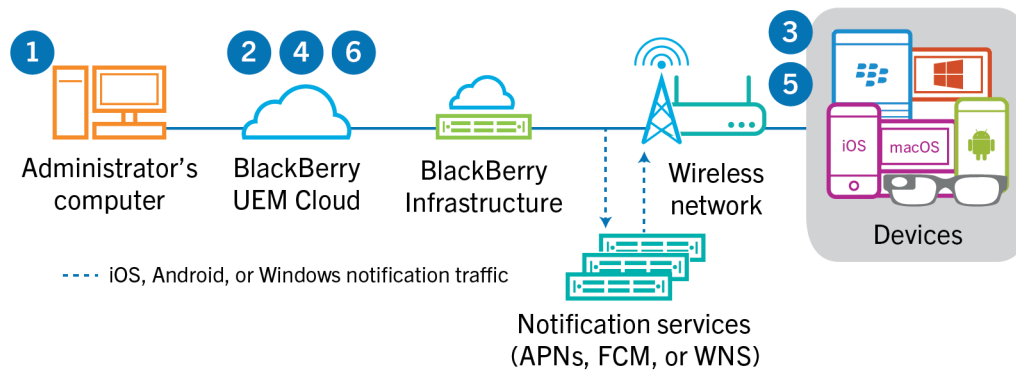 1
2 4 6
3
5
iOS
macOS
Administrator's
computer
BlackBerry
UEM Cloud
BlackBerry
Infrastructure
Wireless
network
Devices
iOS, Android, or Windows notification traffic
Notification services
(APNs, FCM, or WNS)